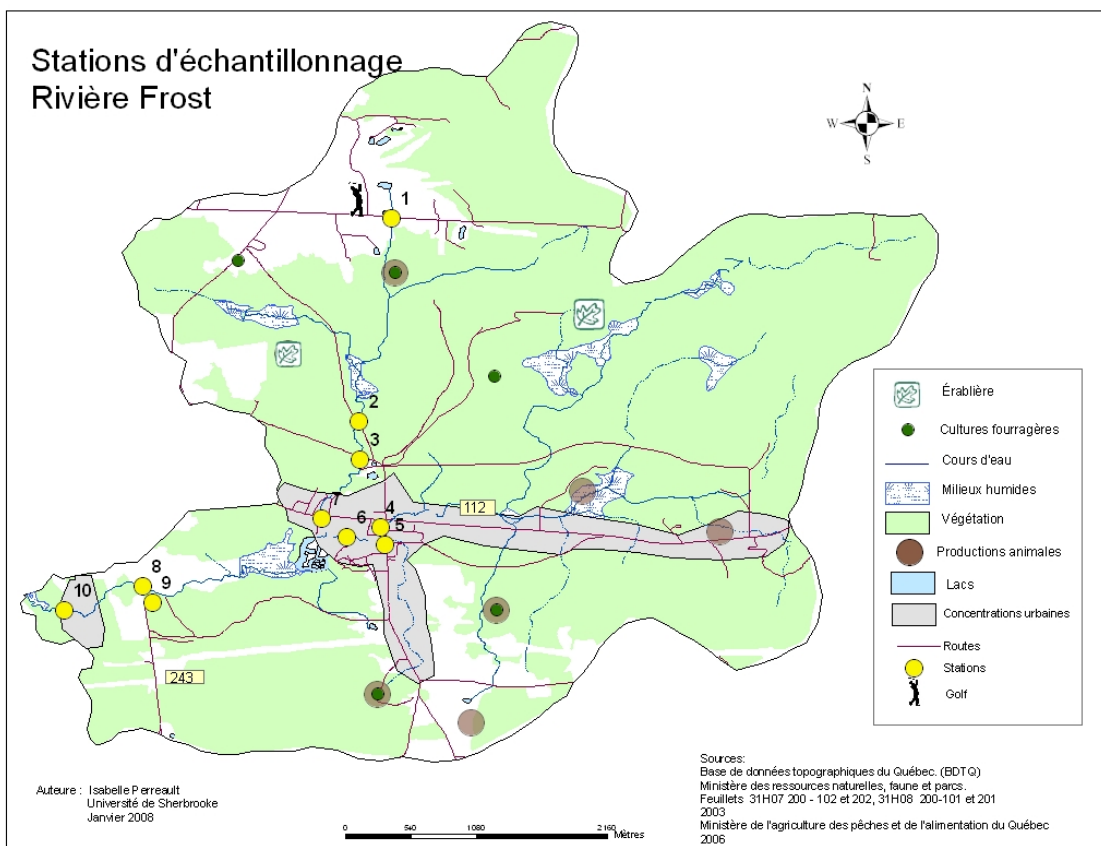 Stations d'échantillonnage
Rivière Frost
N
W E
S
1
2
3
7
4
112
6
5
8
9
10
243
Érablière
Cultures fourragères
Cours d'eau
Milieux humides
Végétation
Productions animales
Lacs
Concentrations urbaines
Routes
Stations
Golf
Auteure : Isabelle Perreault
Université de Sherbrooke
Janvier 2008
0 540 1080 2 160
Mètres
Sources:
Base de données topographiques du Québec. (BDTQ)
Ministère des ressources naturelles, faune et parcs.
Feuillets 31H07 200 - 102 et 202, 31H08 200-101 et 201
2003
Ministère de l'agriculture des pêches et de l'alimentation du Québec
2006